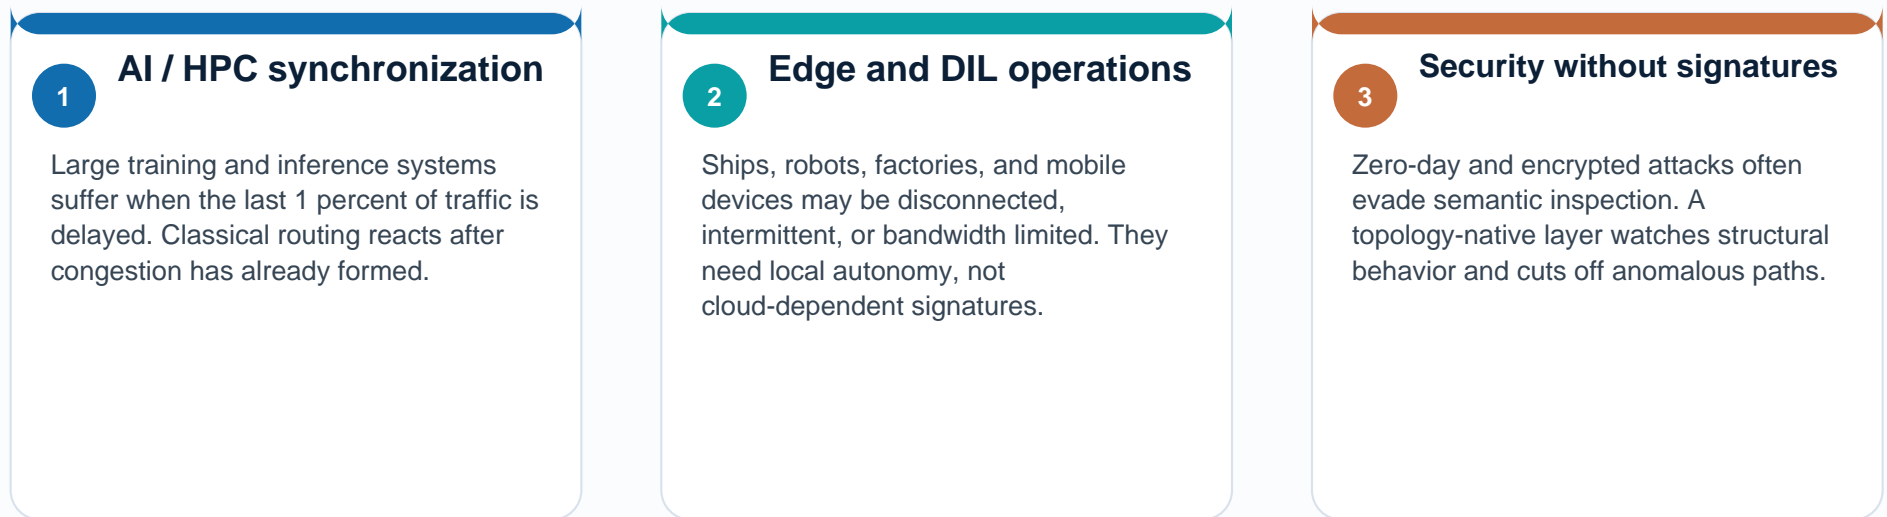 1
AI / HPC synchronization
Large training and inference systems
suffer when the last 1 percent of traffic is
delayed. Classical routing reacts after
congestion has already formed.
2
Edge and DIL operations
Ships, robots, factories, and mobile
devices may be disconnected,
intermittent, or bandwidth limited. They
need local autonomy, not
cloud-dependent signatures.
3
Security without signatures
Zero-day and encrypted attacks often
evade semantic inspection. A
topology-native layer watches structural
behavior and cuts off anomalous paths.